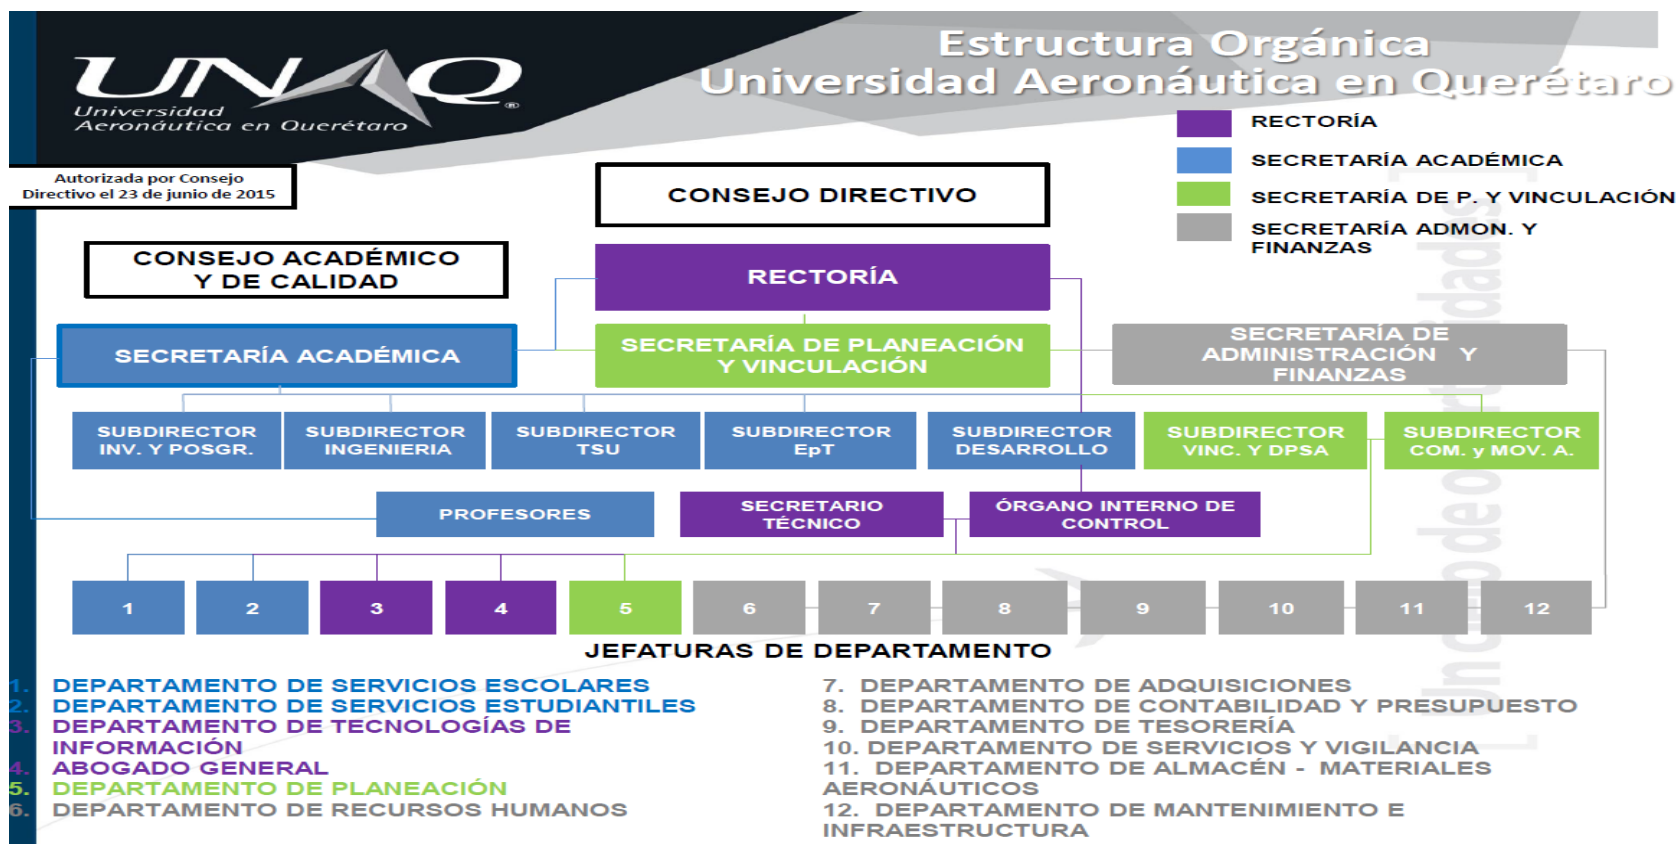 Estructura Orgánica
Universidad Aeronáutica en Querétaro
UNAQ
Universidad
Aeronáutica en Querétaro
®
RECTORÍA
SECRETARÍA ACADÉMICA
SECRETARÍA DE P. Y VINCULACIÓN
SECRETARÍA ADMON. Y
FINANZAS
Autorizada por Consejo
Directivo el 23 de junio de 2015
CONSEJO DIRECTIVO
CONSEJO ACADÉMICO
Y DE CALIDAD
RECTORÍA
SECRETARÍA ACADÉMICA
SECRETARÍA DE PLANEACIÓN
Y VINCULACIÓN
SECRETARÍA DE
ADMINISTRACIÓN Y
FINANZAS
SUBDIRECTOR
INV. Y POSGR.
SUBDIRECTOR
INGENIERIA
SUBDIRECTOR
TSU
SUBDIRECTOR
EpT
SUBDIRECTOR
DESARROLLO
SUBDIRECTOR
VINC. Y DPSA
SUBDIRECTOR
COM. y MOV. A.
PROFESORES
SECRETARIO
TÉCNICO
ÓRGANO INTERNO DE
CONTROL
1
2
3
4
5
6
7
8
9
10
11
12
JEFATURAS DE DEPARTAMENTO
1. DEPARTAMENTO DE SERVICIOS ESCOLARES
2. DEPARTAMENTO DE SERVICIOS ESTUDIANTILES
3. DEPARTAMENTO DE TECNOLOGÍAS DE
INFORMACIÓN
4. ABOGADO GENERAL
5. DEPARTAMENTO DE PLANEACIÓN
6. DEPARTAMENTO DE RECURSOS HUMANOS
7. DEPARTAMENTO DE ADQUISICIONES
8. DEPARTAMENTO DE CONTABILIDAD Y PRESUPUESTO
9. DEPARTAMENTO DE TESORERÍA
10. DEPARTAMENTO DE SERVICIOS Y VIGILANCIA
11. DEPARTAMENTO DE ALMACÉN - MATERIALES
AERONÁUTICOS
12. DEPARTAMENTO DE MANTENIMIENTO E
INFRAESTRUCTURA